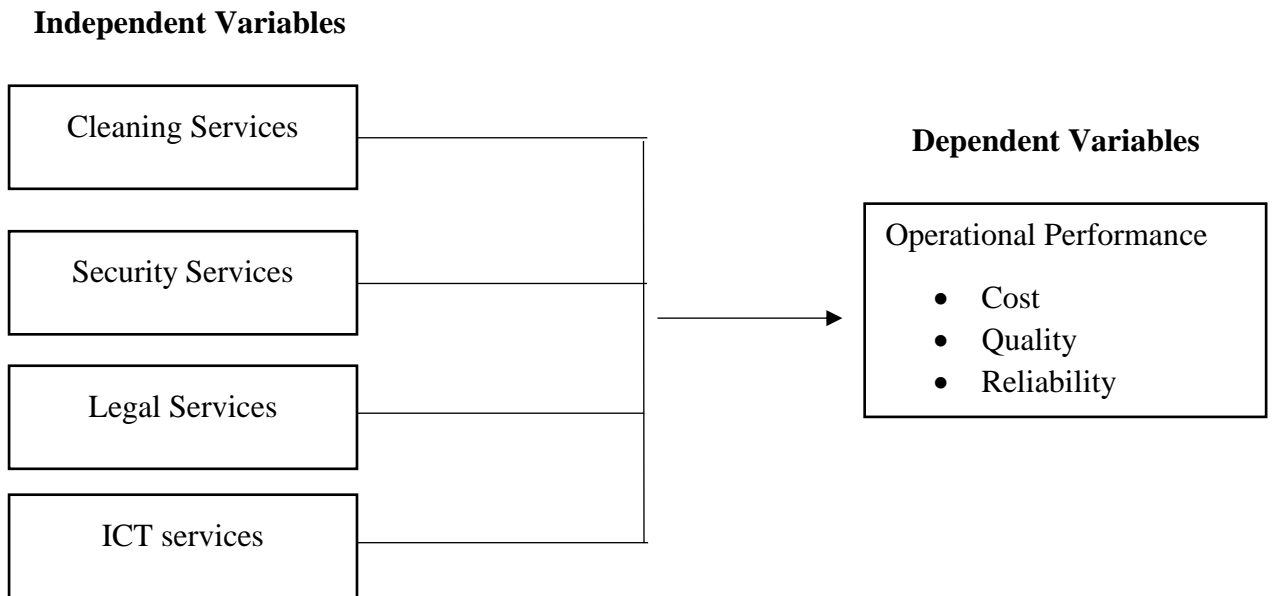 Independent Variables
Cleaning Services
Security Services
Legal Services
ICT services
Dependent Variables
Operational Performance
• Cost
• Quality
• Reliability